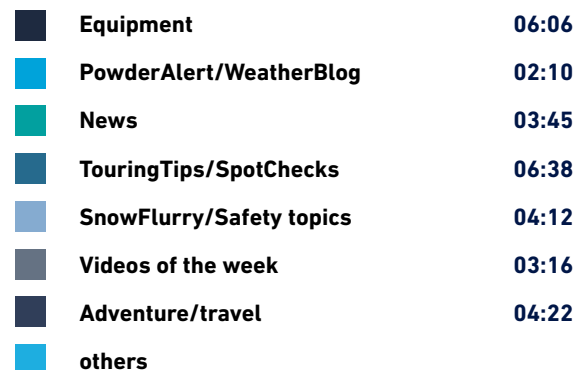 Equipment 06:06
PowderAlert/WeatherBlog 02:10
News 03:45
TouringTips/SpotChecks 06:38
SnowFlurry/Safety topics 04:12
Videos of the week 03:16
Adventure/travel 04:22
others